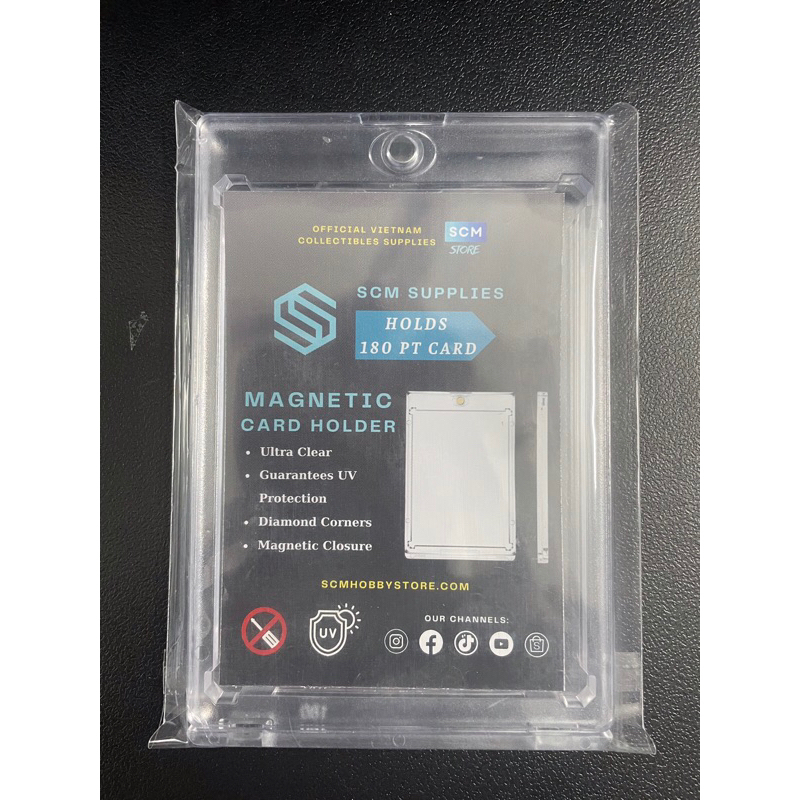 OFFICIAL VIETNAM
COLLECTIBLES SUPPLIES
SCM
STORE
SCM SUPPLIES
HOLDS
180 PT CARD
MAGNETIC
CARD HOLDER
• Ultra Clear
• Guarantees UV
Protection
• Diamond Corners
• Magnetic Closure
SCMHOBBYSTORE.COM
UV
OUR CHANNELS: